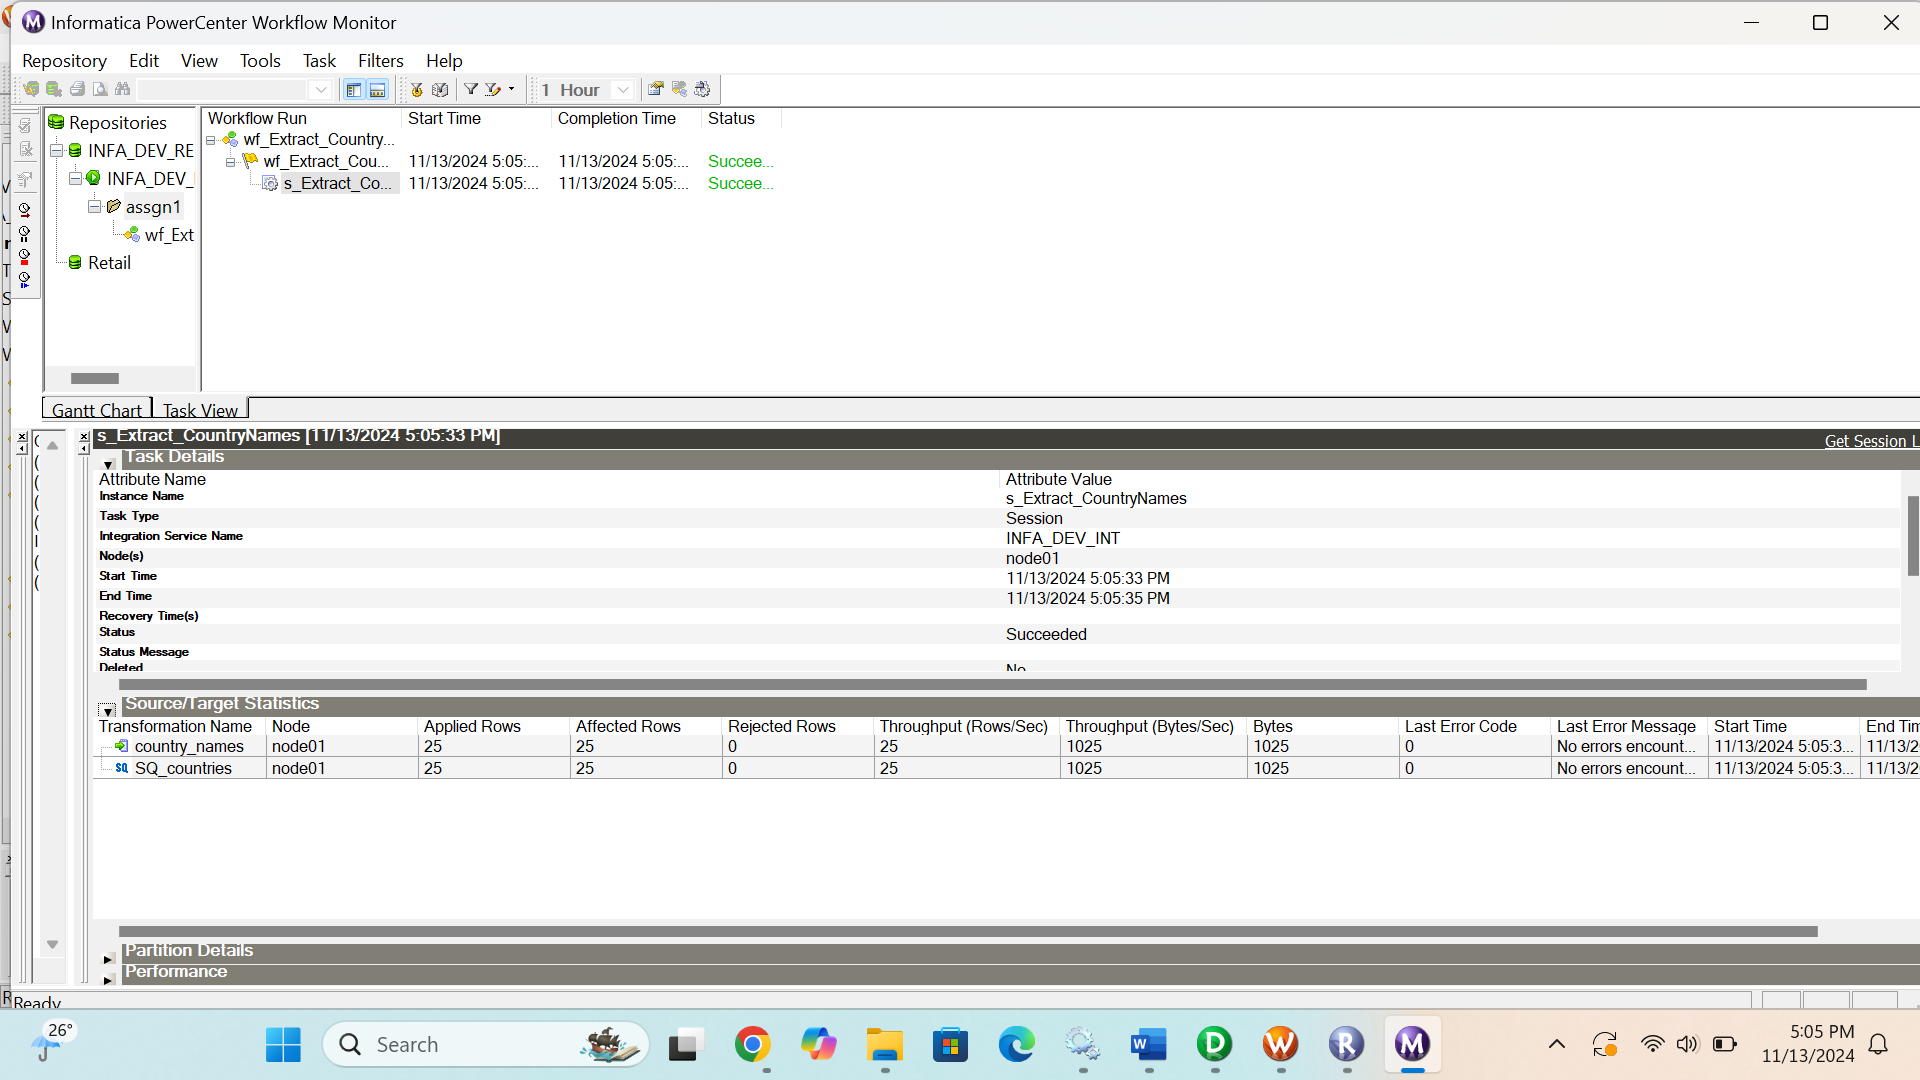 Informatica PowerCenter Workflow Monitor
Repository Edit View Tools Task Filters Help
1 Hour
Repositories
INFA_DEV_RE
INFA_DEV_
assgn1
wf_Ext
Retail
Workflow Run Start Time Completion Time Status
wf_Extract_Country...
wf_Extract_Cou... 11/13/2024 5:05:... 11/13/2024 5:05:... Succee...
s_Extract_Co... 11/13/2024 5:05:... 11/13/2024 5:05:... Succee...
Gantt Chart Task View
s_Extract_CountryNames [11/13/2024 5:05:33 PM] Get Session L
Task Details
Attribute Name Attribute Value
Instance Name s_Extract_CountryNames
Task Type Session
Integration Service Name INFA_DEV_INT
Node(s) node01
Start Time 11/13/2024 5:05:33 PM
End Time 11/13/2024 5:05:35 PM
Recovery Time(s)
Status Succeeded
Status Message
Deleted No
Source/Target Statistics
Transformation Name Node Applied Rows Affected Rows Rejected Rows Throughput (Rows/Sec) Throughput (Bytes/Sec) Bytes Last Error Code Last Error Message Start Time End Tim
country_names node01 25 25 0 25 1025 1025 0 No errors encount... 11/13/2024 5:05:3... 11/13/2
SQ SQ_countries node01 25 25 0 25 1025 1025 0 No errors encount... 11/13/2024 5:05:3... 11/13/2
Partition Details
Performance
Ready
26°
Search
5:05 PM
11/13/2024